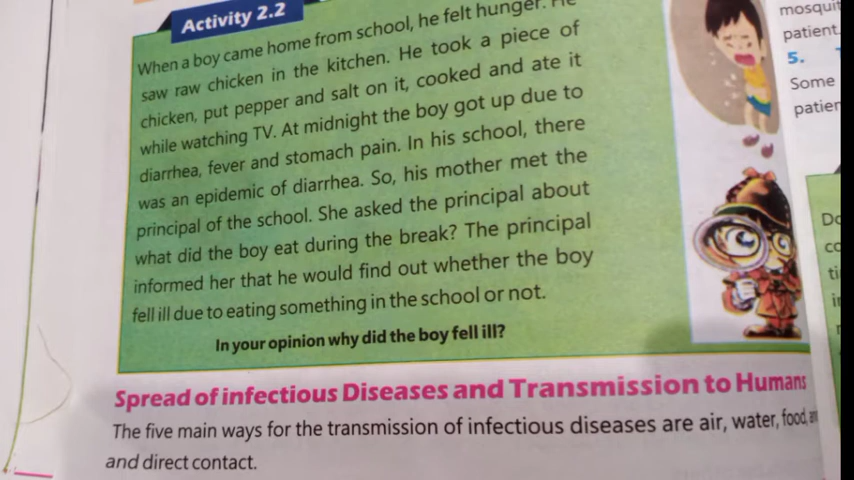 Activity 2.2
When a boy came home from school, he felt hunger. He
saw raw chicken in the kitchen. He took a piece of
chicken, put pepper and salt on it, cooked and ate it
while watching TV. At midnight the boy got up due to
diarrhea, fever and stomach pain. In his school, there
was an epidemic of diarrhea. So, his mother met the
principal of the school. She asked the principal about
what did the boy eat during the break? The principal
informed her that he would find out whether the boy
fell ill due to eating something in the school or not.
In your opinion why did the boy fell ill?
Spread of infectious Diseases and Transmission to Humans
The five main ways for the transmission of infectious diseases are air, water, food,
and direct contact.
patient.
5.
Some